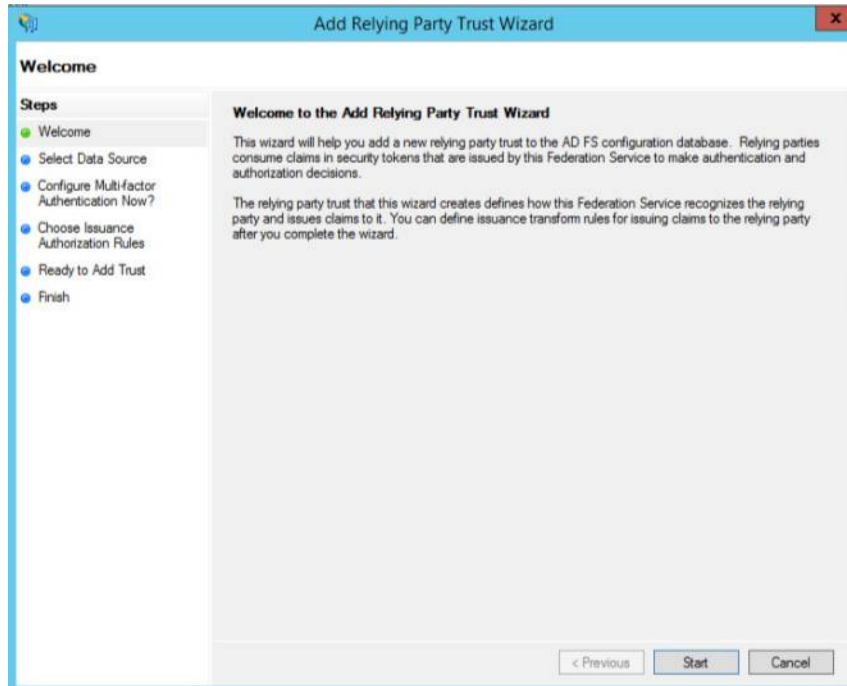 Add Relying Party Trust Wizard
x
Welcome
Steps
Welcome
Select Data Source
Configure Multi-factor
Authentication Now?
Choose Issuance
Authorization Rules
Ready to Add Trust
Finish
Welcome to the Add Relying Party Trust Wizard
This wizard will help you add a new relying party trust to the AD FS configuration database. Relying parties
consume claims in security tokens that are issued by this Federation Service to make authentication and
authorization decisions.
The relying party trust that this wizard creates defines how this Federation Service recognizes the relying
party and issues claims to it. You can define issuance transform rules for issuing claims to the relying party
after you complete the wizard.
< Previous Start Cancel